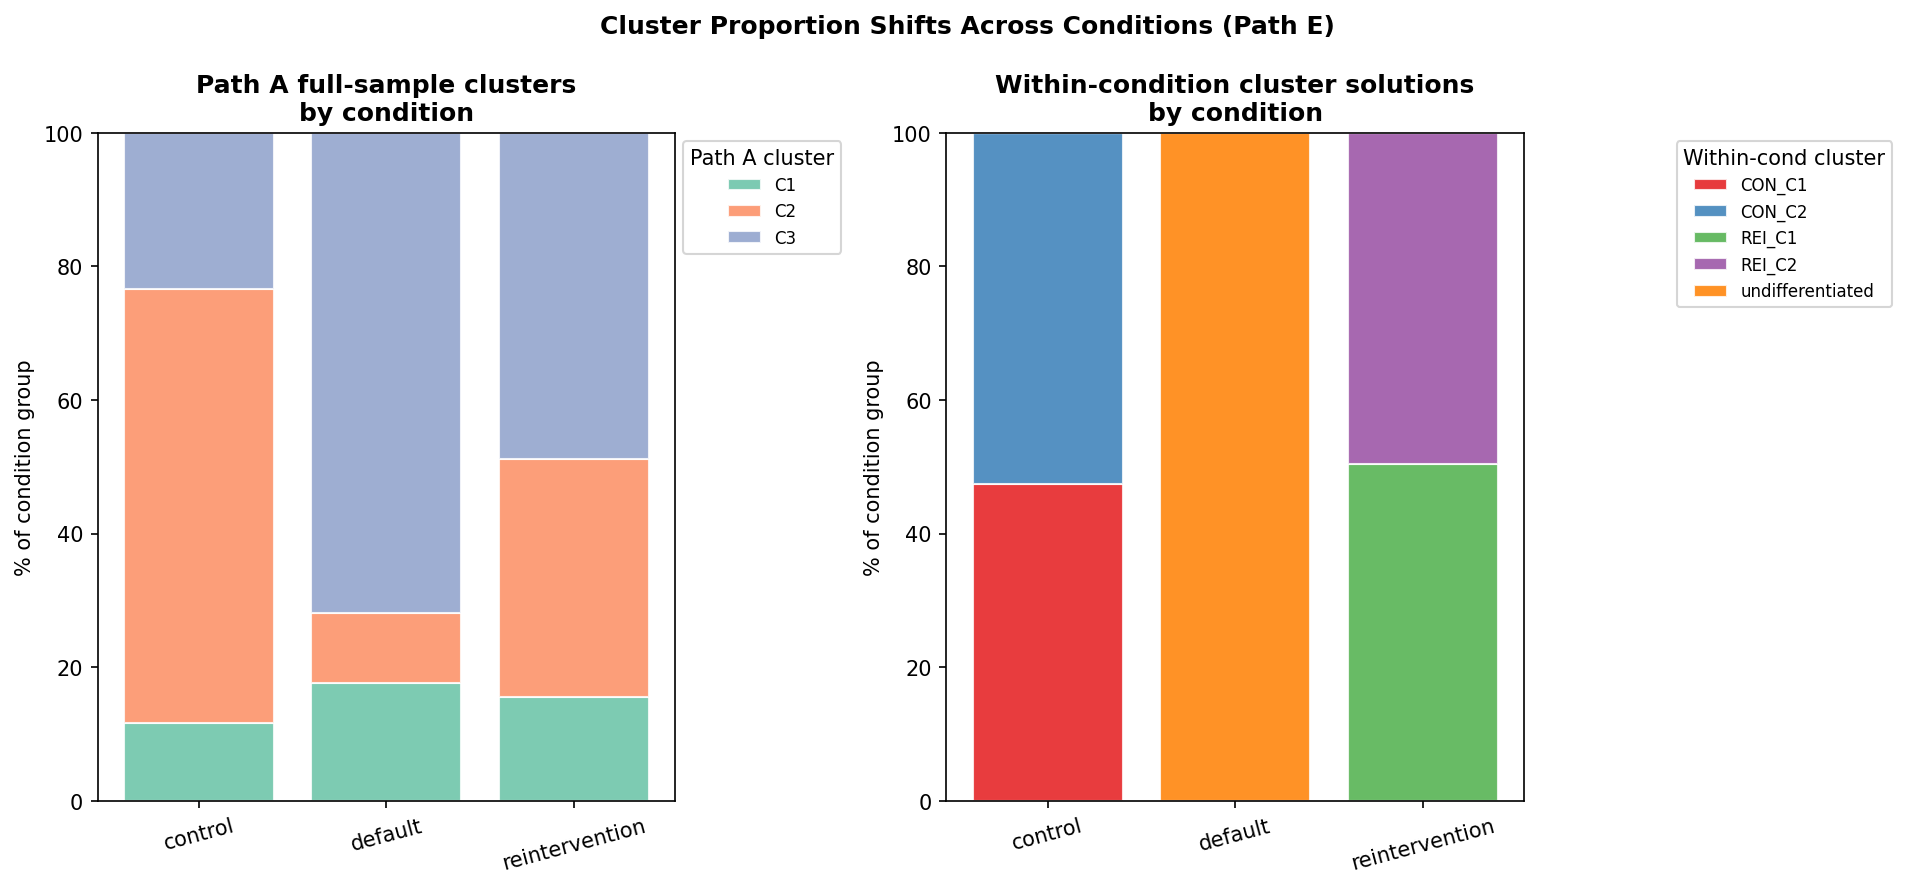 Cluster Proportion Shifts Across Conditions (Path E)
Path A full-sample clusters
by condition
% of condition group
100
80
60
40
20
0
control
default
reintervention
Path A cluster
C1
C2
C3
Within-condition cluster solutions
by condition
% of condition group
100
80
60
40
20
0
control
default
reintervention
Within-cond cluster
CON_C1
CON_C2
REI_C1
REI_C2
undifferentiated